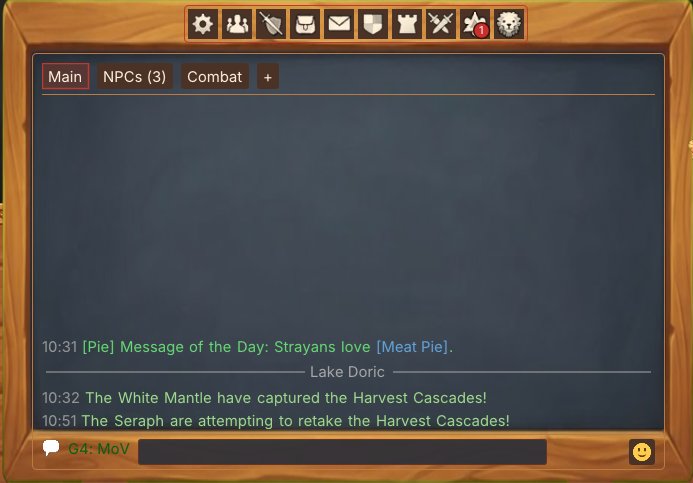 1
Main NPCs (3) Combat +
10:31 [Pie] Message of the Day: Strayans love [Meat Pie].
Lake Doric
10:32 The White Mantle have captured the Harvest Cascades!
10:51 The Seraph are attempting to retake the Harvest Cascades!
G4: MoV